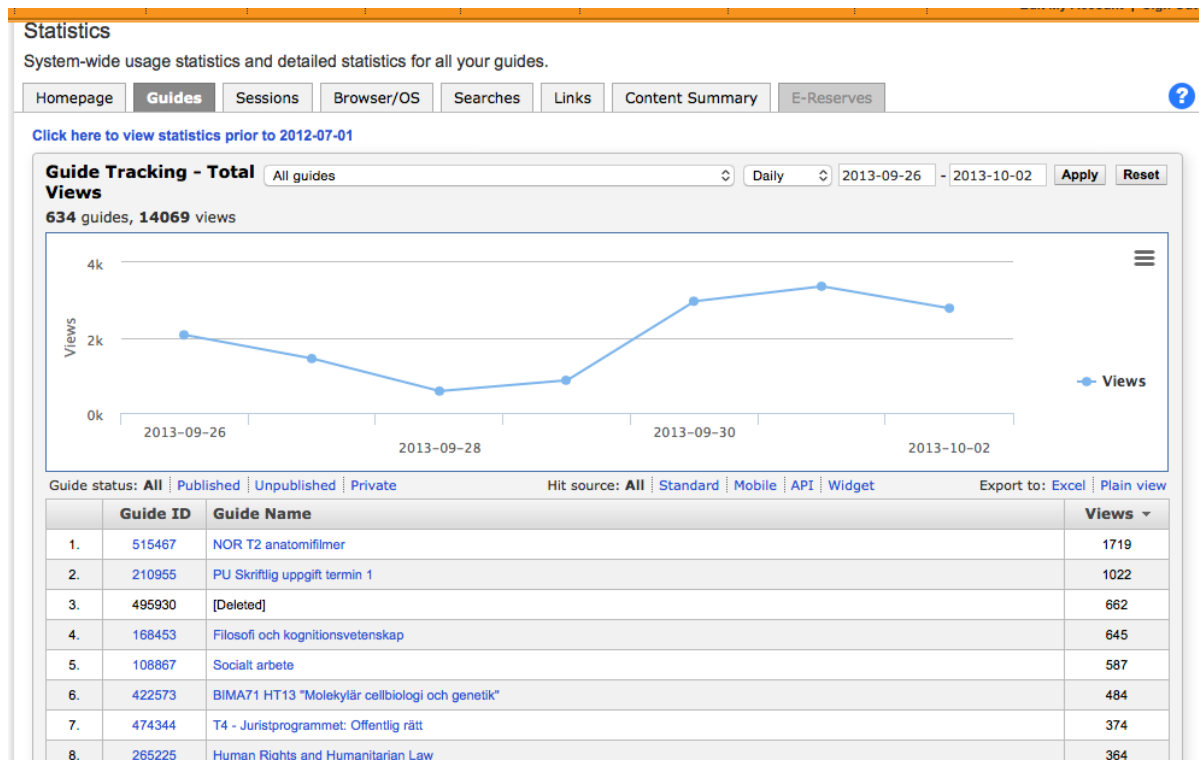 Statistics
System-wide usage statistics and detailed statistics for all your guides.
Homepage Guides Sessions Browser/OS Searches Links Content Summary E-Reserves ?
Click here to view statistics prior to 2012-07-01
Guide Tracking - Total Views All guides Daily 2013-09-26 - 2013-10-02 Apply Reset
634 guides, 14069 views
4k
2k
0k
Views
Views
2013-09-26
2013-09-28
2013-09-30
2013-10-02
Guide status: All Published Unpublished Private Hit source: All Standard Mobile API Widget Export to: Excel Plain view
Guide ID Guide Name Views
1. 515467 NOR T2 anatomifilmer 1719
2. 210955 PU Skriftlig uppgift termin 1 1022
3. 495930 [Deleted] 662
4. 168453 Filosofi och kognitionsvetenskap 645
5. 108867 Socialt arbete 587
6. 422573 BIMA71 HT13 "Molekylär cellbiologi och genetik" 484
7. 474344 T4 - Juristprogrammet: Offentlig rätt 374
8. 265225 Human Rights and Humanitarian Law 364